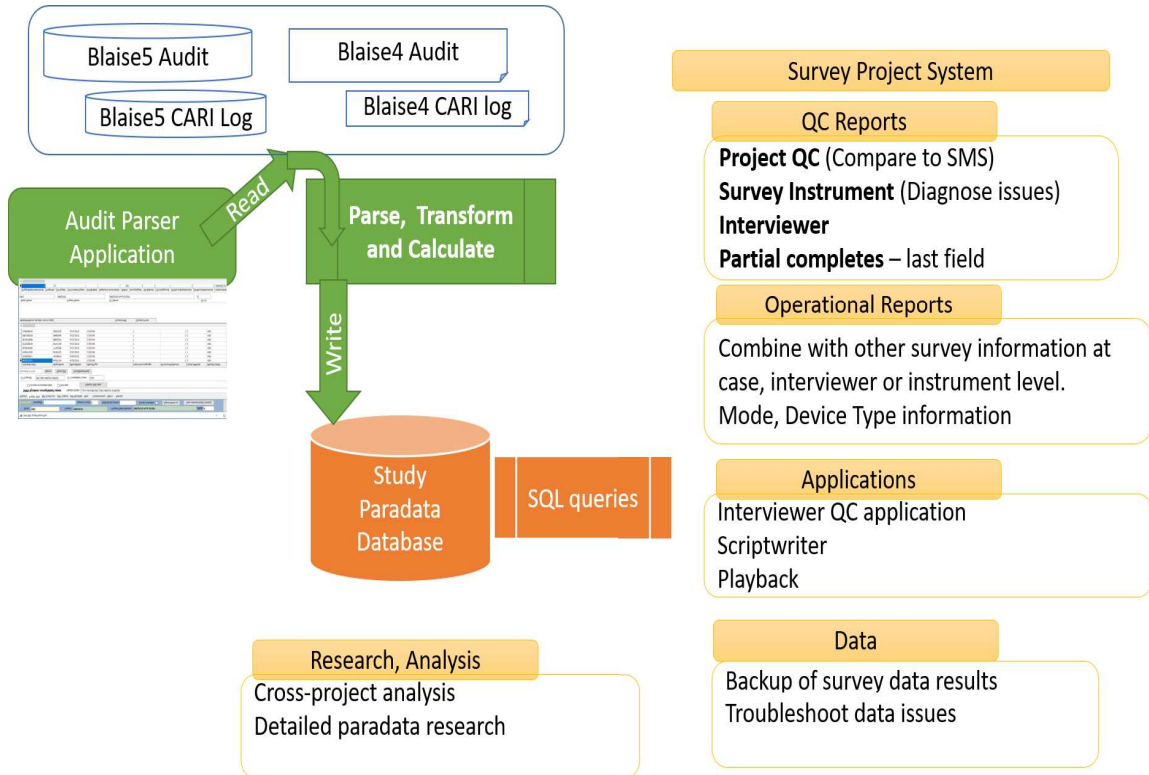 Blaise5 Audit
Blaise4 Audit
Blaise5 CARI Log
Blaise4 CARI log
Audit Parser
Application
Read
Parse, Transform
and Calculate
Write
Study
Paradata
Database
SQL queries
Survey Project System
QC Reports
Project QC (Compare to SMS)
Survey Instrument (Diagnose issues)
Interviewer
Partial completes – last field
Operational Reports
Combine with other survey information at
case, interviewer or instrument level.
Mode, Device Type information
Applications
Interviewer QC application
Scriptwriter
Playback
Data
Backup of survey data results
Troubleshoot data issues
Research, Analysis
Cross-project analysis
Detailed paradata research